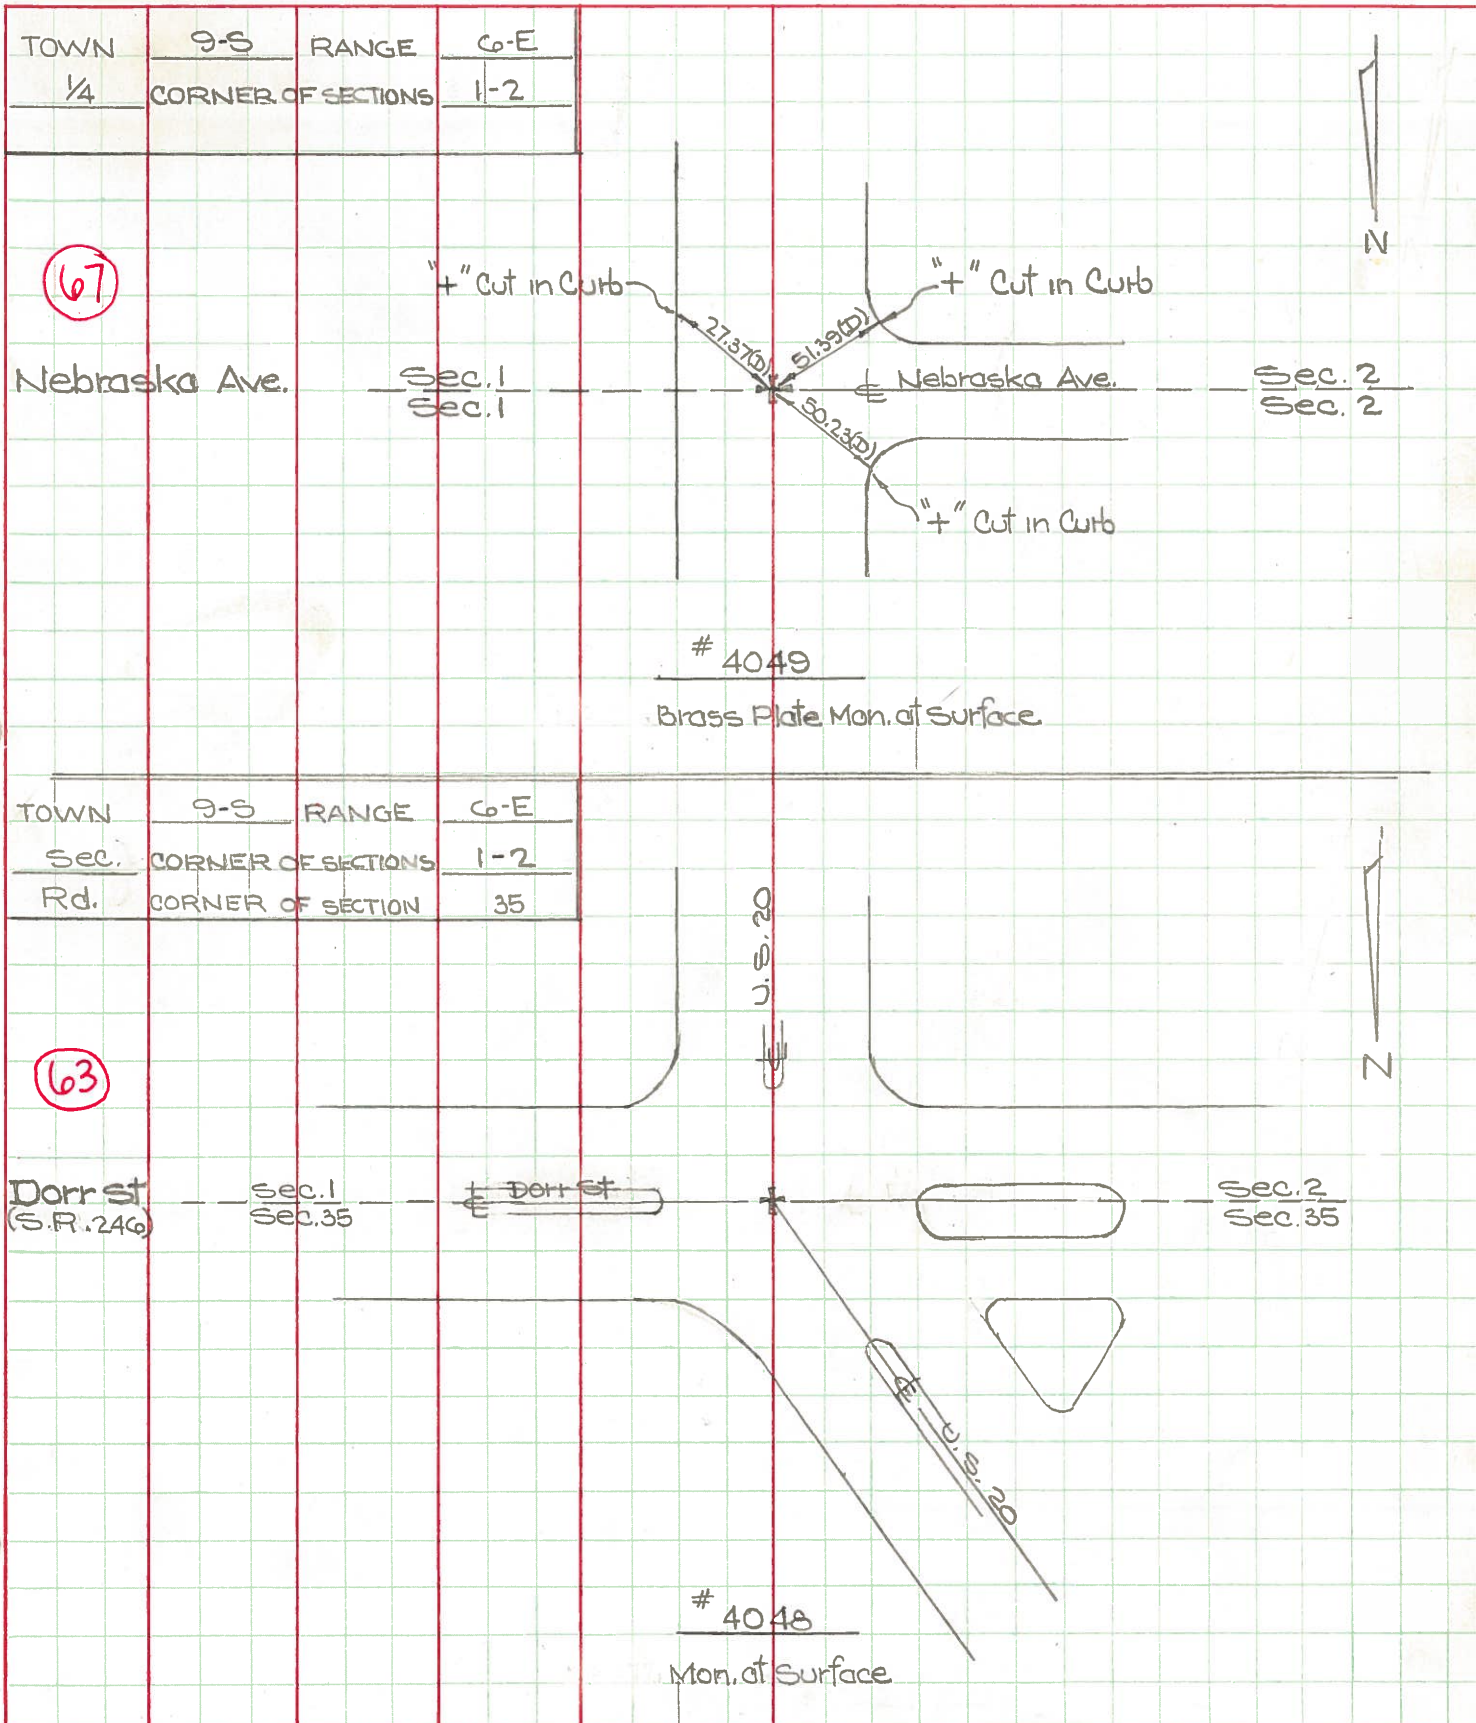 TOWN 9-S RANGE 6-E
1/4 CORNER OF SECTIONS 1-2
N
67
"+" Cut in Curb
"+" Cut in Curb
27.37(D)
51.39(D)
Nebraska Ave.
Sec. 1
Sec. 1
℄ Nebraska Ave.
Sec. 2
Sec. 2
50.23(D)
"+" Cut in Curb
# 4049
Brass Plate Mon. at Surface
TOWN 9-S RANGE 6-E
Sec. CORNER OF SECTIONS 1-2
Rd. CORNER OF SECTION 35
U.S. 20
℄
N
63
Dorr St
(S.R. 246)
Sec. 1
Sec. 35
℄ Dorr St
Sec. 2
Sec. 35
℄ U.S. 20
# 4048
Mon. at Surface